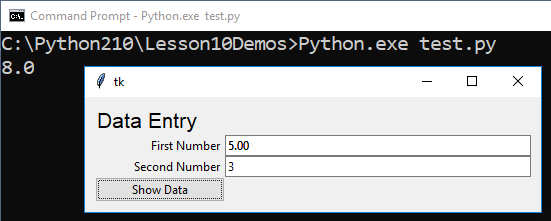 Command Prompt - Python.exe test.py
C:\Python210\Lesson10Demos>Python.exe test.py
8.0
tk
Data Entry
First Number 5.00
Second Number 3
Show Data